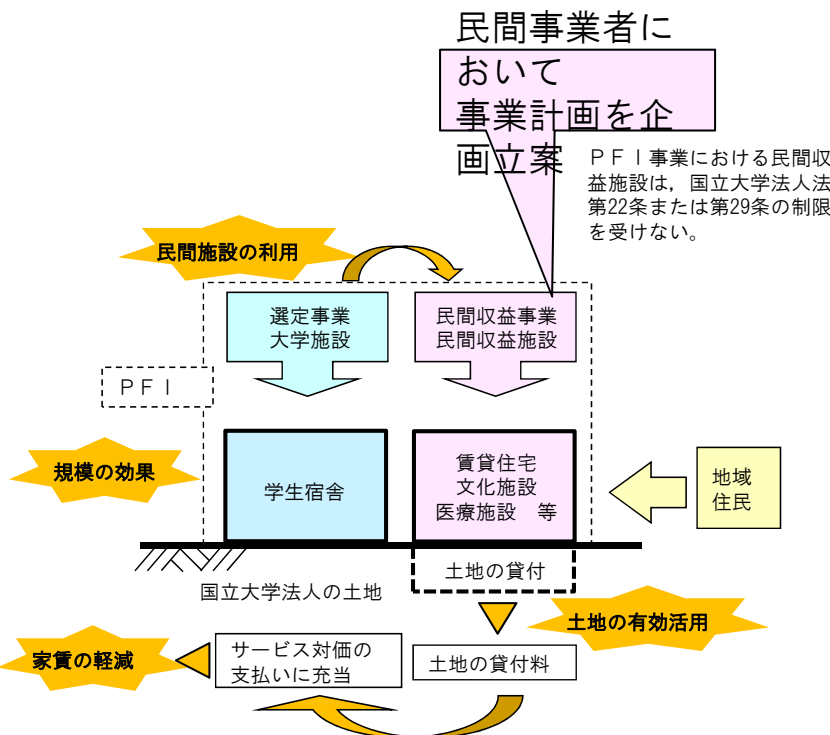 民間事業者に
おいて
事業計画を企
画立案
ＰＦＩ事業における民間収
益施設は，国立大学法人法
第22条または第29条の制限
を受けない。
民間施設の利用
選定事業
大学施設
民間収益事業
民間収益施設
ＰＦＩ
規模の効果
学生宿舎
賃貸住宅
文化施設
医療施設　等
地域
住民
土地の貸付
国立大学法人の土地
土地の有効活用
家賃の軽減
サービス対価の
支払いに充当
土地の貸付料